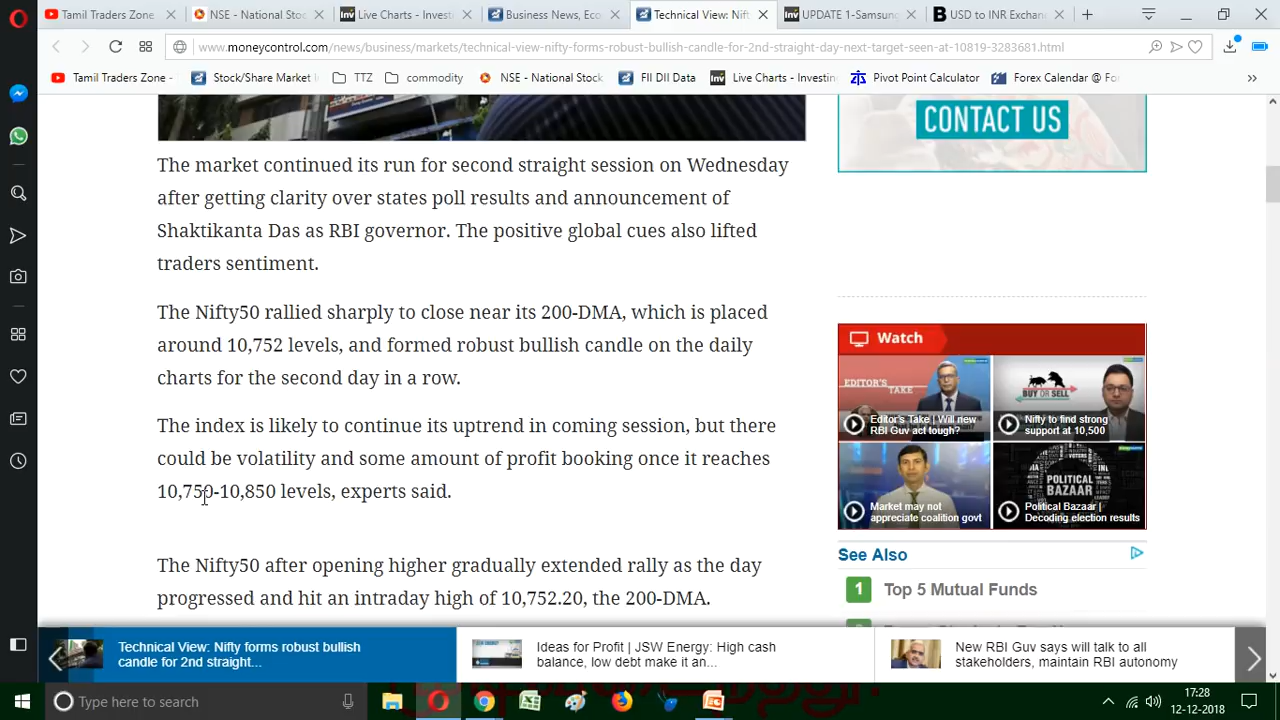 Tamil Traders Zone
NSE - National Stoc
Live Charts - Invest
Business News, Eco
Technical View: Nift
UPDATE 1-Samsung
USD to INR Exchan
www.moneycontrol.com/news/business/markets/technical-view-nifty-forms-robust-bullish-candle-for-2nd-straight-day-next-target-seen-at-10819-3283681.html
Tamil Traders Zone -
Stock/Share Market I
TTZ
commodity
NSE - National Stock
FII DII Data
Live Charts - Investin
Pivot Point Calculator
Forex Calendar @ Fo
CONTACT US
The market continued its run for second straight session on Wednesday
after getting clarity over states poll results and announcement of
Shaktikanta Das as RBI governor. The positive global cues also lifted
traders sentiment.
The Nifty50 rallied sharply to close near its 200-DMA, which is placed
around 10,752 levels, and formed robust bullish candle on the daily
charts for the second day in a row.
The index is likely to continue its uptrend in coming session, but there
could be volatility and some amount of profit booking once it reaches
10,750-10,850 levels, experts said.
The Nifty50 after opening higher gradually extended rally as the day
progressed and hit an intraday high of 10,752.20, the 200-DMA.
Watch
EDITOR'S
TAKE
Editor's Take | Will new
RBI Guv act tough?
BUY OR SELL
Nifty to find strong
support at 10,500
Market may not
appreciate coalition govt
POLITICAL
BAZAAR
Political Bazaar |
Decoding election results
See Also
1 Top 5 Mutual Funds
Technical View: Nifty forms robust bullish
candle for 2nd straight...
Ideas for Profit | JSW Energy: High cash
balance, low debt make it an...
New RBI Guv says will talk to all
stakeholders, maintain RBI autonomy
Type here to search
17:28
12-12-2018